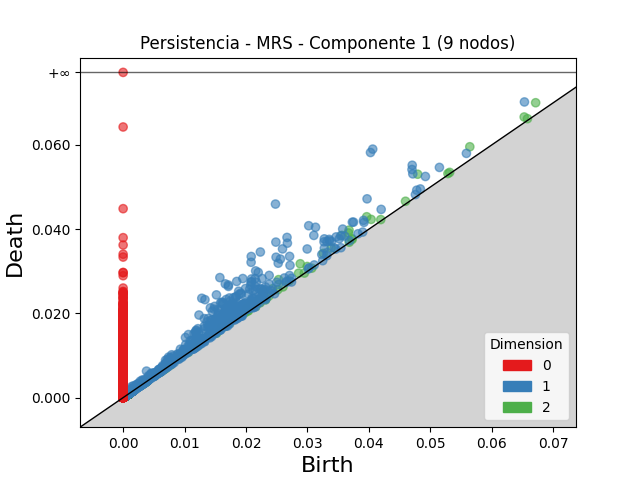 Persistencia - MRS - Componente 1 (9 nodos)
+∞
0.060
0.040
0.020
0.000
Death
0.00 0.01 0.02 0.03 0.04 0.05 0.06 0.07
Birth
Dimension
0
1
2